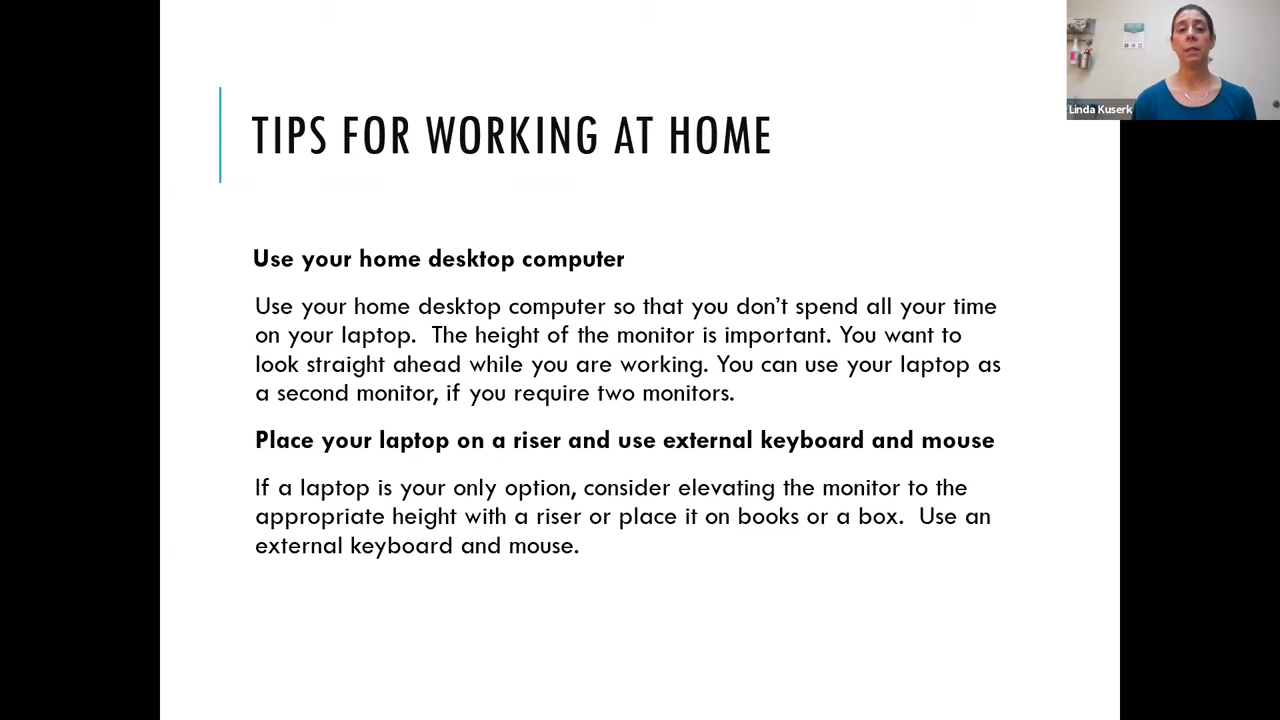 TIPS FOR WORKING AT HOME
Linda Kuserk
Use your home desktop computer
Use your home desktop computer so that you don’t spend all your time
on your laptop.  The height of the monitor is important. You want to
look straight ahead while you are working. You can use your laptop as
a second monitor, if you require two monitors.
Place your laptop on a riser and use external keyboard and mouse
If a laptop is your only option, consider elevating the monitor to the
appropriate height with a riser or place it on books or a box.  Use an
external keyboard and mouse.